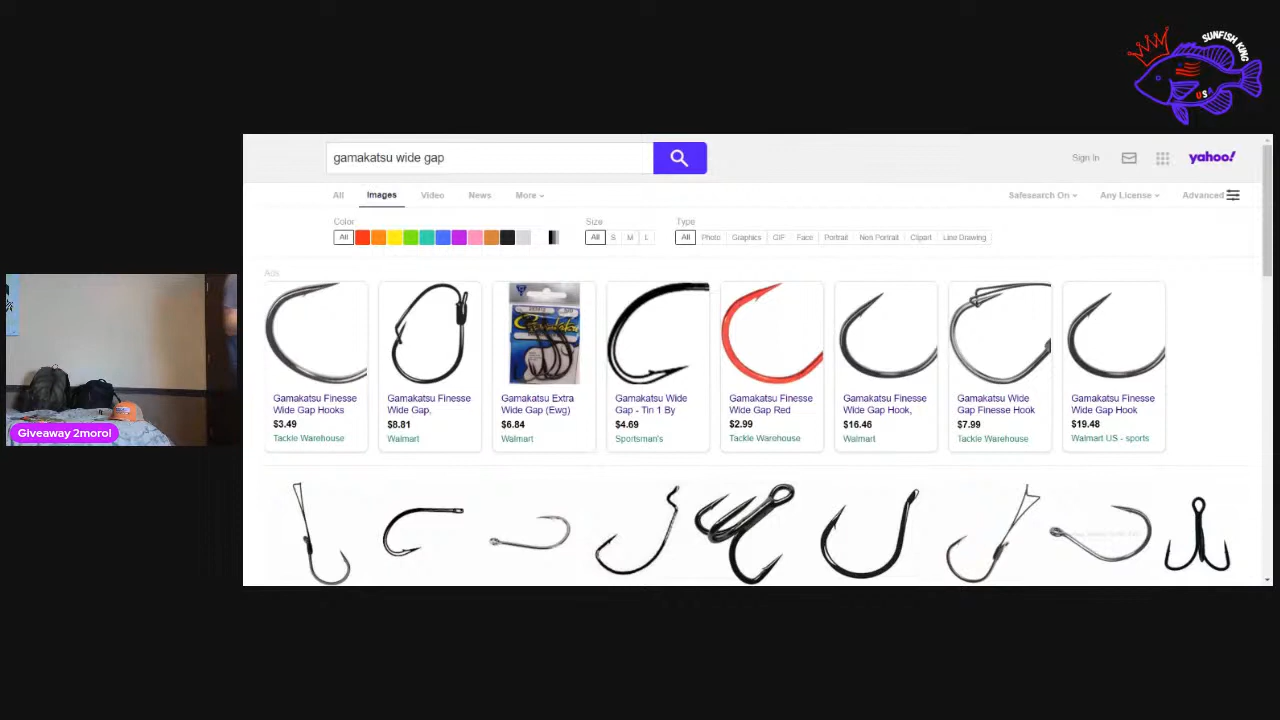 SUNFISH KING
USA
gamakatsu wide gap
Sign In
yahoo!
All
Images
Video
News
More
Safesearch On
Any License
Advanced
Color
Size
Type
All
All
S
M
L
All
Photo
Graphics
GIF
Face
Portrait
Non Portrait
Clipart
Line Drawing
Ads
Gamakatsu Finesse
Wide Gap Hooks
$3.49
Tackle Warehouse
Gamakatsu Finesse
Wide Gap,
$8.81
Walmart
Gamakatsu Extra
Wide Gap (Ewg)
$6.84
Walmart
Gamakatsu Wide
Gap - Tin 1 By
$4.69
Sportsman's
Gamakatsu Finesse
Wide Gap Red
$2.99
Tackle Warehouse
Gamakatsu Finesse
Wide Gap Hook,
$16.46
Walmart
Gamakatsu Wide
Gap Finesse Hook
$7.99
Tackle Warehouse
Gamakatsu Finesse
Wide Gap Hook
$19.48
Walmart US - sports
Giveaway 2moro!